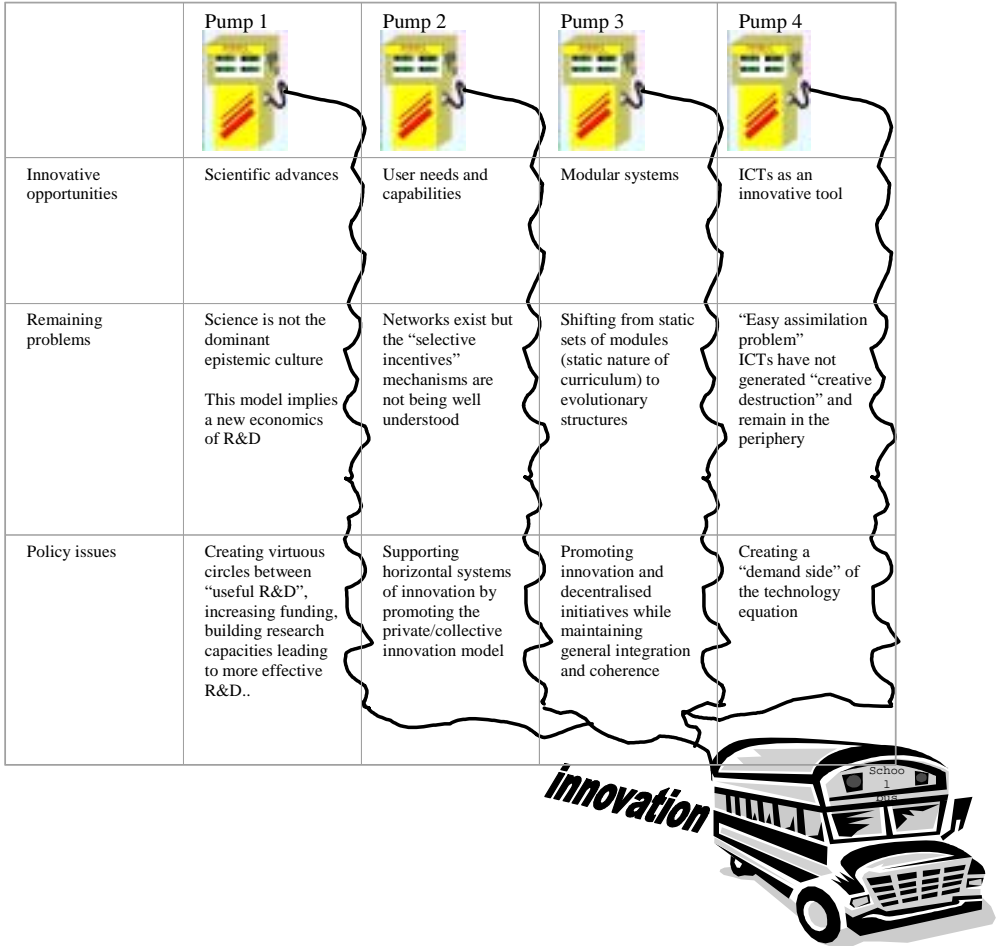 Pump 1
Pump 2
Pump 3
Pump 4
Innovative
opportunities
Scientific advances
User needs and
capabilities
Modular systems
ICTs as an
innovative tool
Remaining
problems
Science is not the
dominant
epistemic culture
This model implies
a new economics
of R&D
Networks exist but
the “selective
incentives”
mechanisms are
not being well
understood
Shifting from static
sets of modules
(static nature of
curriculum) to
evolutionary
structures
“Easy assimilation
problem”
ICTs have not
generated “creative
destruction” and
remain in the
periphery
Policy issues
Creating virtuous
circles between
“useful R&D”,
increasing funding,
building research
capacities leading
to more effective
R&D..
Supporting
horizontal systems
of innovation by
promoting the
private/collective
innovation model
Promoting
innovation and
decentralised
initiatives while
maintaining
general integration
and coherence
Creating a
“demand side” of
the technology
equation
innovation
Schoo
l
bus